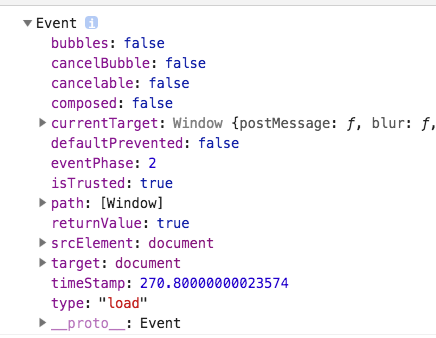 ▼Event i
bubbles: false
cancelBubble: false
cancelable: false
composed: false
▶currentTarget: Window {postMessage: ƒ, blur: ƒ,
defaultPrevented: false
eventPhase: 2
isTrusted: true
▶path: [Window]
returnValue: true
▶srcElement: document
▶target: document
timeStamp: 270.80000000023574
type: "load"
▶__proto__: Event